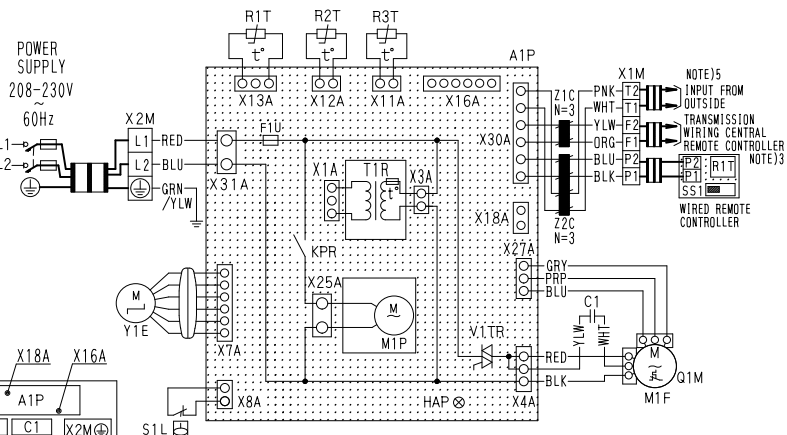 R1T
R2T
R3T
t°
t°
t°
POWER
SUPPLY
208-230V
~
60Hz
A1P
X13A
X12A
X11A
X16A
Z1C
N=3
X1M
NOTE)5
PNK
T2
INPUT FROM
OUTSIDE
WHT
T1
X2M
F1U
YLW
F2
TRANSMISSION
WIRING CENTRAL
REMOTE CONTROLLER
L1
L1
RED
X30A
ORG
F1
NOTE)3
L2
L2
BLU
X31A
X1A
T1R
X3A
BLU
P2
P2
R1T
BLK
P1
P1
t°
GRN
/YLW
SS1
X18A
Z2C
N=3
WIRED REMOTE
CONTROLLER
KPR
X27A
GRY
PRP
BLU
X25A
M
Y1E
M
~
M1P
C1
X7A
V1TR
YLW
WHT
X18A
X16A
RED
M
~
Q1M
BLK
M1F
A1P
X8A
HAP
X4A
C1
X2M
S1L